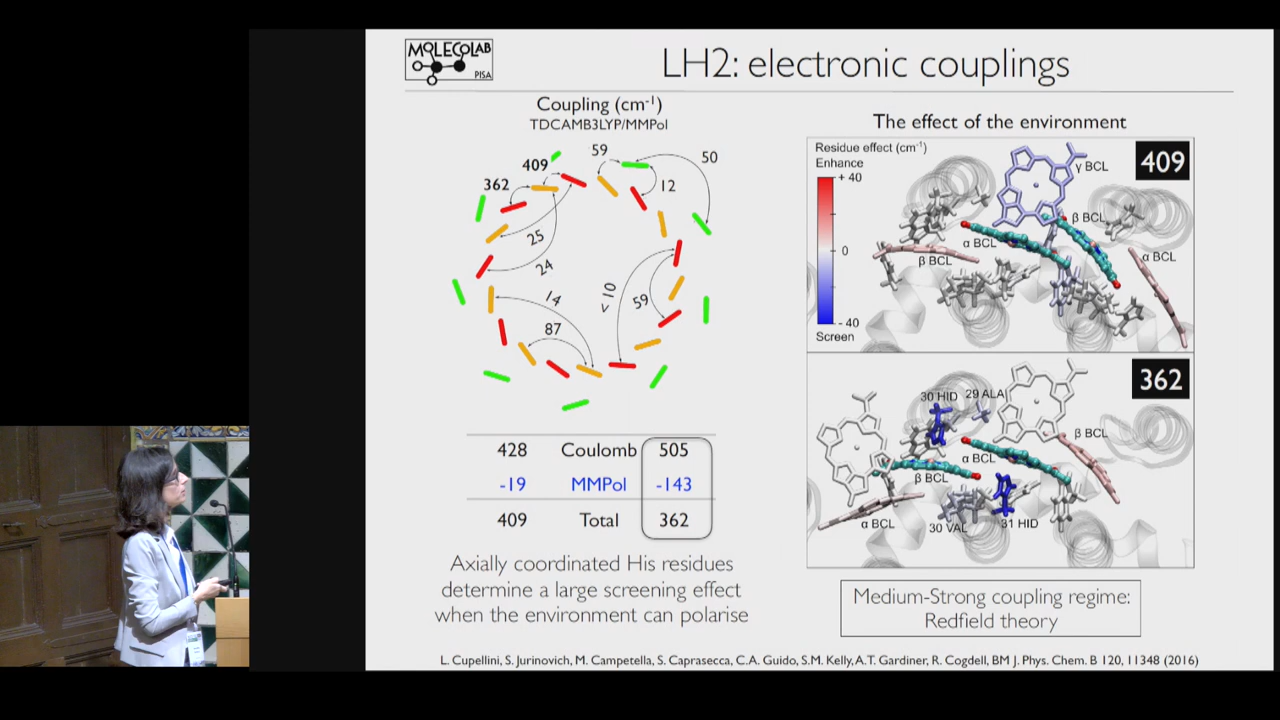 MOLECOLAB
PISA
LH2: electronic couplings
Coupling (cm-1)
TDCAMB3LYP/MMPol
59
50
409
12
362
25
24
14
87
< 10
59
428 Coulomb 505
-19 MMPol -143
409 Total 362
Axially coordinated His residues
determine a large screening effect
when the environment can polarise
The effect of the environment
Residue effect (cm-1)
Enhance
+ 40
0
- 40
Screen
409
γ BCL
β BCL
α BCL
β BCL
α BCL
362
30 HID
29 ALA
β BCL
α BCL
β BCL
α BCL
30 VAL
31 HID
Medium-Strong coupling regime:
Redfield theory
L. Cupellini, S. Jurinovich, M. Campetella, S. Caprasecca, C.A. Guido, S.M. Kelly, A.T. Gardiner, R. Cogdell, BM J. Phys. Chem. B 120, 11348 (2016)